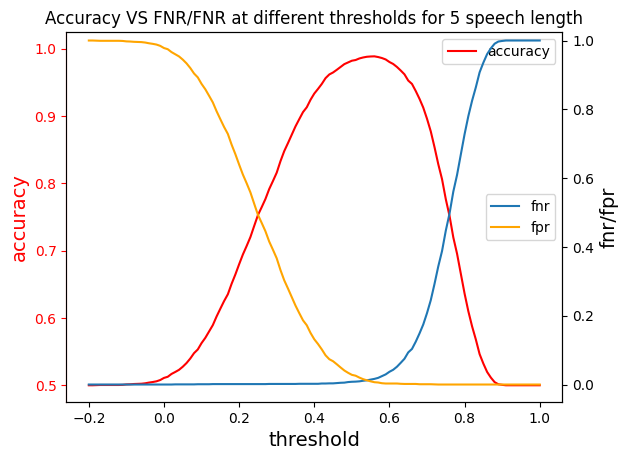 Accuracy VS FNR/FNR at different thresholds for 5 speech length
1.0
0.9
0.8
0.7
0.6
0.5
accuracy
accuracy
fnr
fpr
1.0
0.8
0.6
0.4
0.2
0.0
fnr/fpr
−0.2 0.0 0.2 0.4 0.6 0.8 1.0
threshold